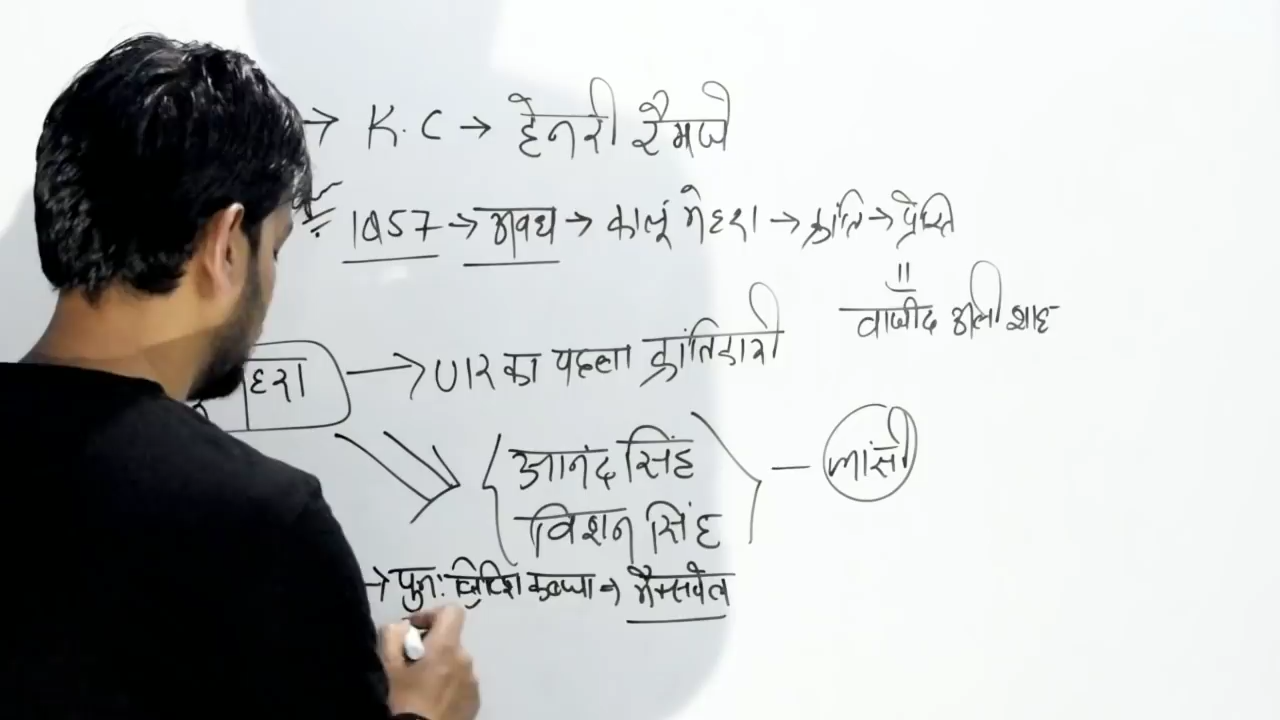 → K.C → हेनरी रैमजे
1857 → अवध → कालू मेहरा → क्रांति → प्रेरित
||
वाजीद अली शाह
हरा → UK का पहला क्रांतिकारी
आनंद सिंह
विशन सिंह
— फांसी
→ पुनः ब्रिटिश कब्जा → मैक्सवेल